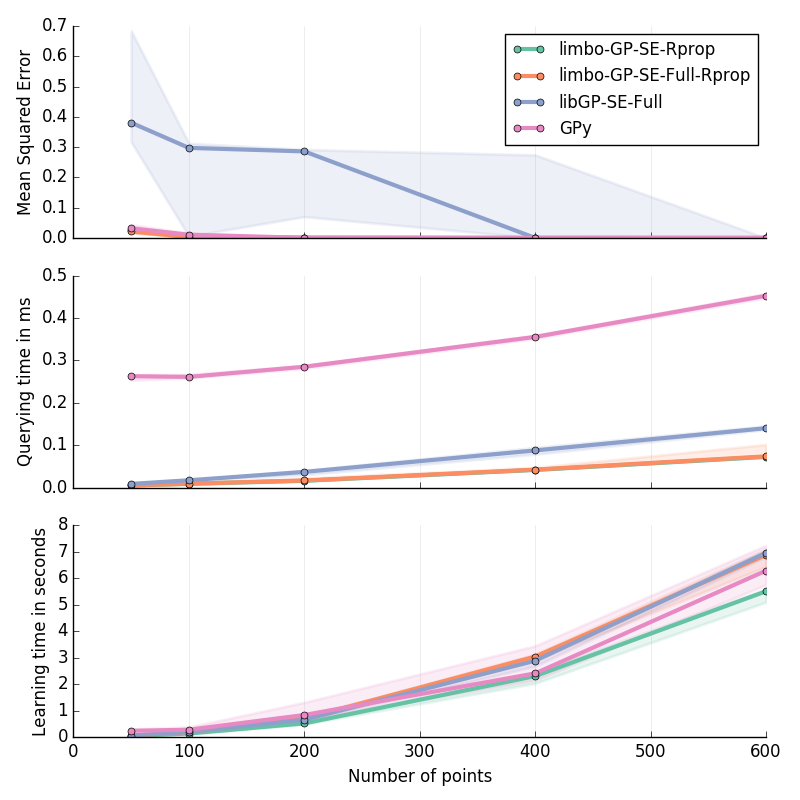 0.7
0.6
0.5
0.4
0.3
0.2
0.1
0.0
Mean Squared Error
limbo-GP-SE-Rprop
limbo-GP-SE-Full-Rprop
libGP-SE-Full
GPy
0.5
0.4
0.3
0.2
0.1
0.0
Querying time in ms
8
7
6
5
4
3
2
1
0
Learning time in seconds
0 100 200 300 400 500 600
Number of points